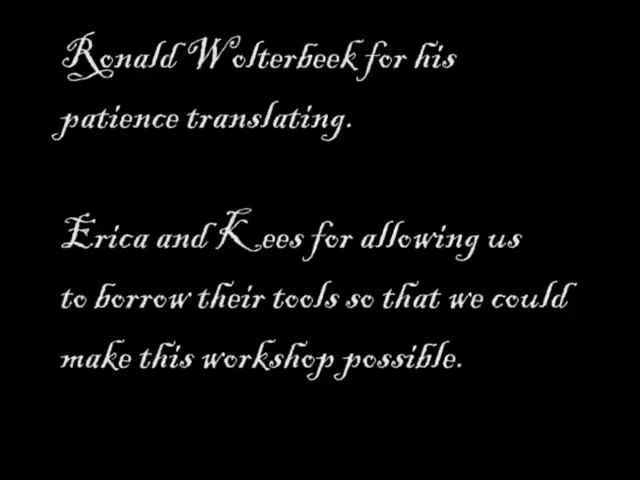 Ronald Wolterbeek for his
patience translating.
Erica and Kees for allowing us
to borrow their tools so that we could
make this workshop possible.